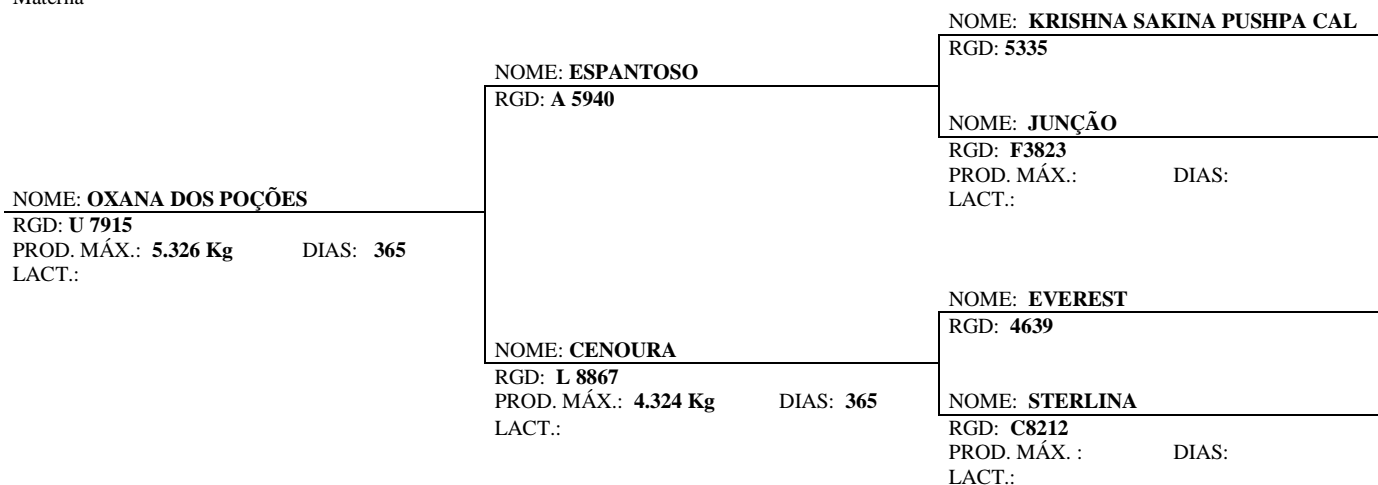 NOME: KRISHNA SAKINA PUSHPA CAL
RGD: 5335
NOME: ESPANTOSO
RGD: A 5940
NOME: JUNÇÃO
RGD: F3823
PROD. MÁX.: DIAS:
LACT.:
NOME: OXANA DOS POÇÕES
RGD: U 7915
PROD. MÁX.: 5.326 Kg DIAS: 365
LACT.:
NOME: EVEREST
RGD: 4639
NOME: CENOURA
RGD: L 8867
PROD. MÁX.: 4.324 Kg DIAS: 365
LACT.:
NOME: STERLINA
RGD: C8212
PROD. MÁX. : DIAS:
LACT.: